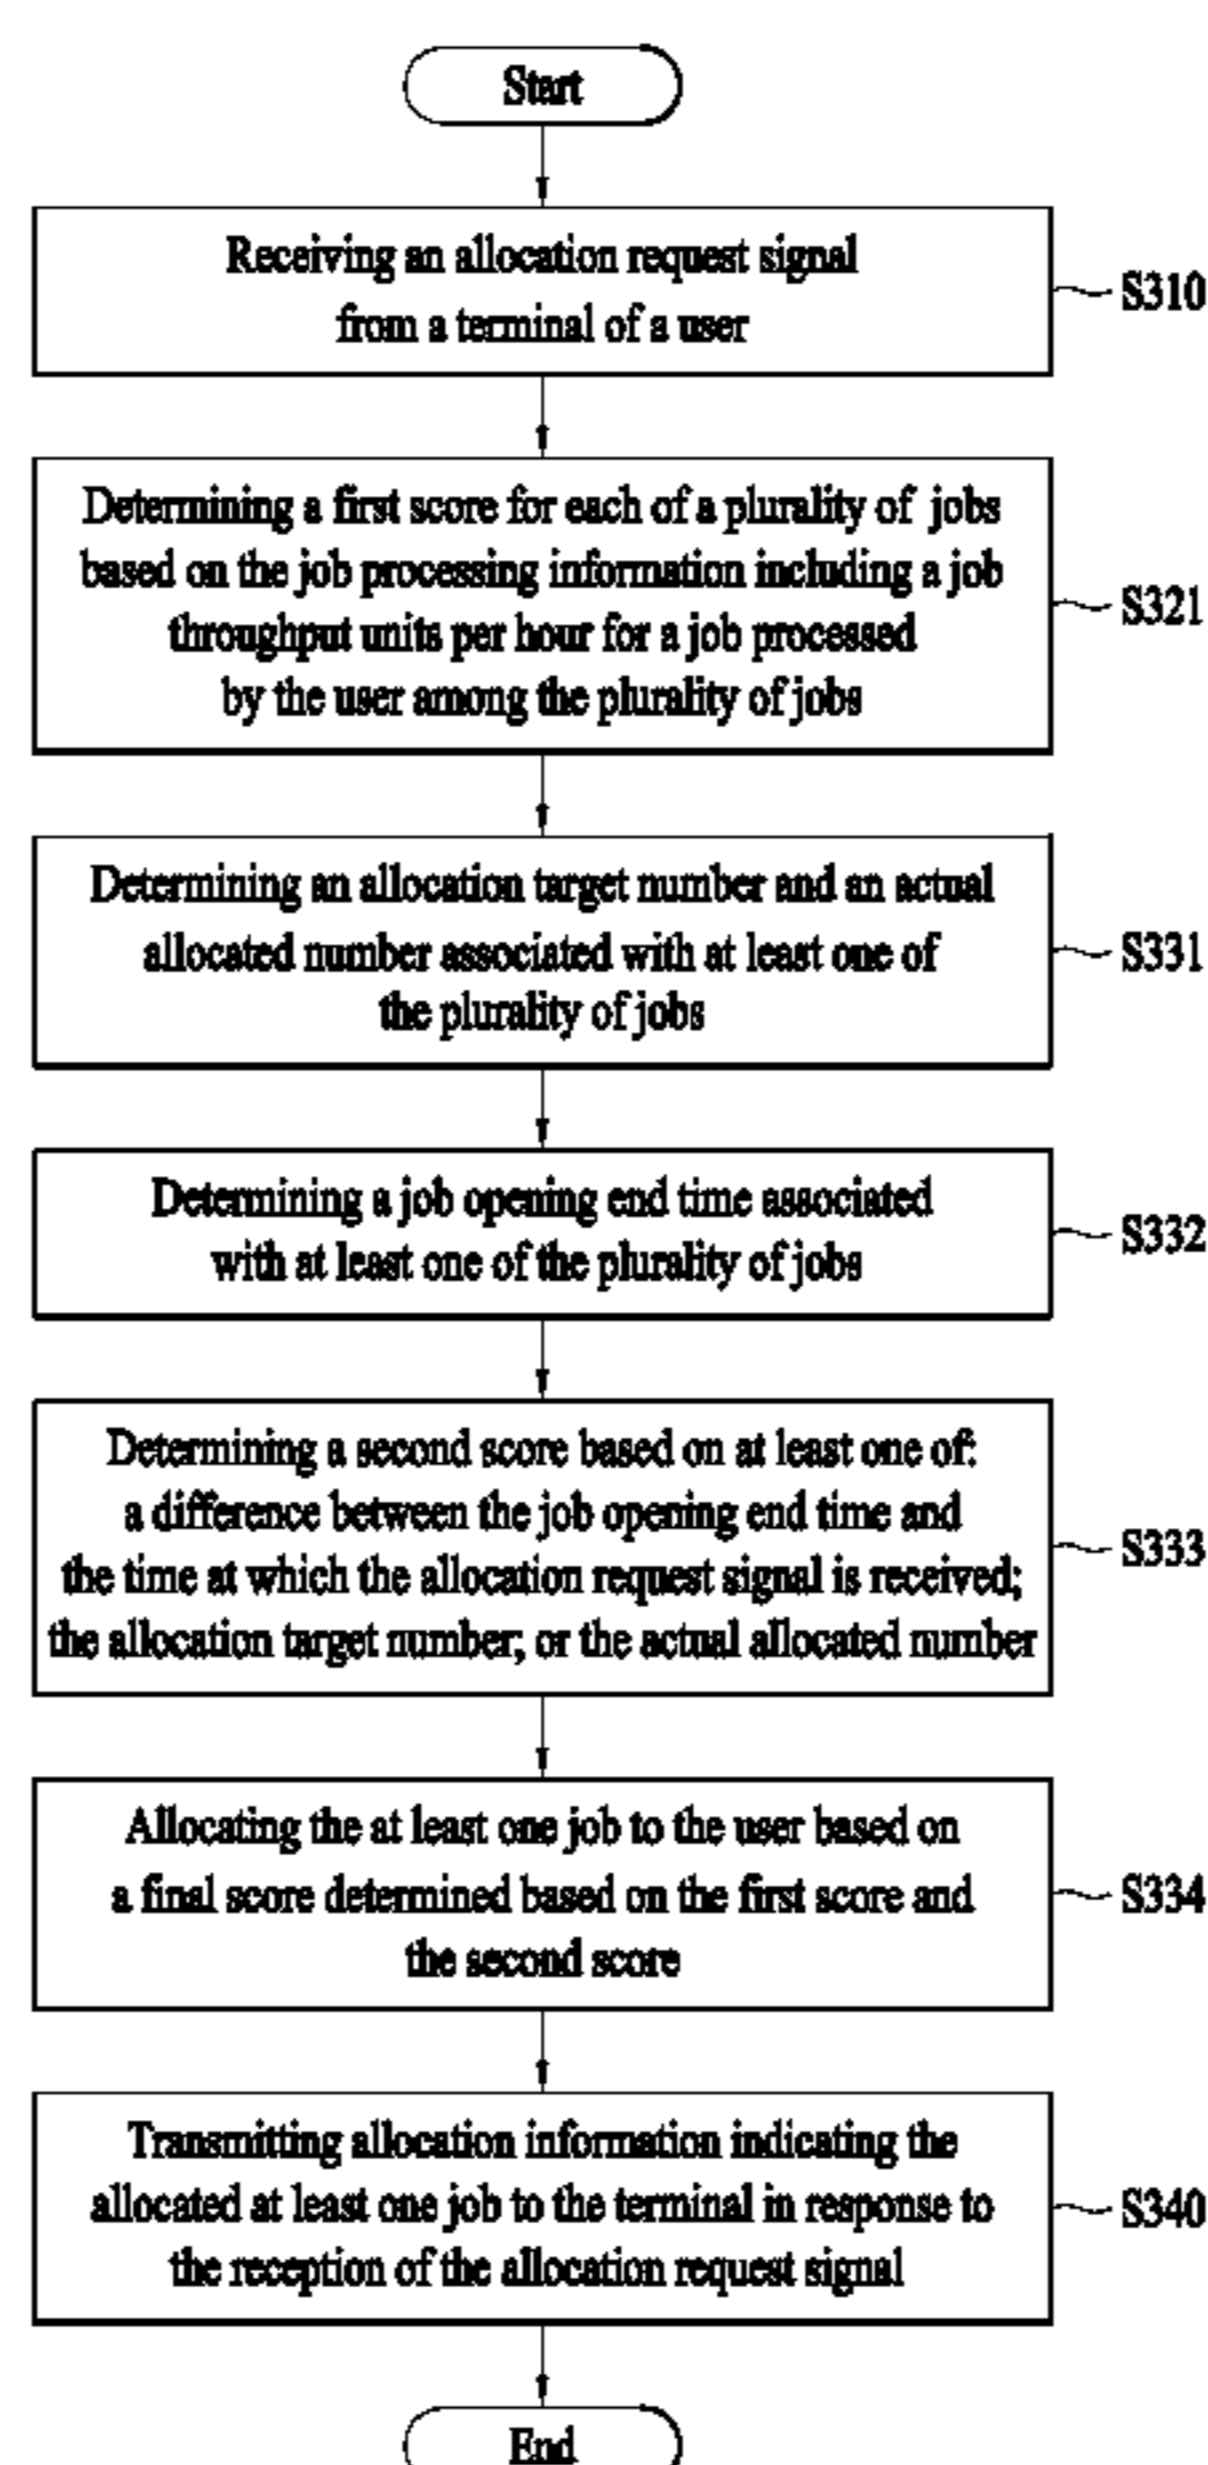 Start
Receiving an allocation request signal
from a terminal of a user
S310
Determining a first score for each of a plurality of jobs
based on the job processing information including a job
throughput units per hour for a job processed
by the user among the plurality of jobs
S321
Determining an allocation target number and an actual
allocated number associated with at least one of
the plurality of jobs
S331
Determining a job opening end time associated
with at least one of the plurality of jobs
S332
Determining a second score based on at least one of:
a difference between the job opening end time and
the time at which the allocation request signal is received;
the allocation target number; or the actual allocated number
S333
Allocating the at least one job to the user based on
a final score determined based on the first score and
the second score
S334
Transmitting allocation information indicating the
allocated at least one job to the terminal in response to
the reception of the allocation request signal
S340
End